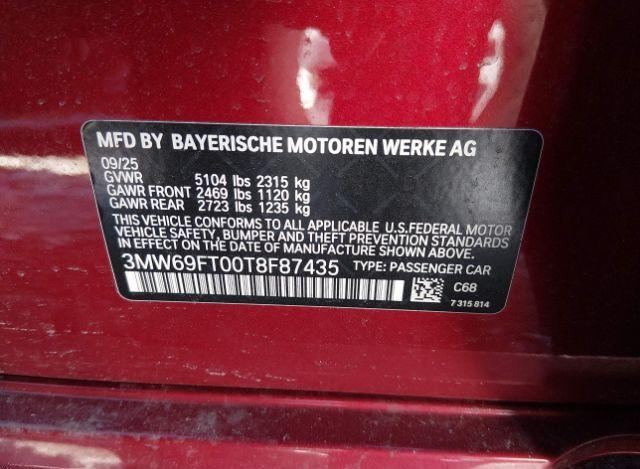 MFD BY BAYERISCHE MOTOREN WERKE AG
09/25
GVWR 5104 lbs 2315 kg
GAWR FRONT 2469 lbs 1120 kg
GAWR REAR 2723 lbs 1235 kg
THIS VEHICLE CONFORMS TO ALL APPLICABLE U.S.FEDERAL MOTOR
VEHICLE SAFETY, BUMPER AND THEFT PREVENTION STANDARDS
IN EFFECT ON THE DATE OF MANUFACTURE SHOWN ABOVE.
3MW69FT00T8F87435 TYPE: PASSENGER CAR
C68
7 315 814